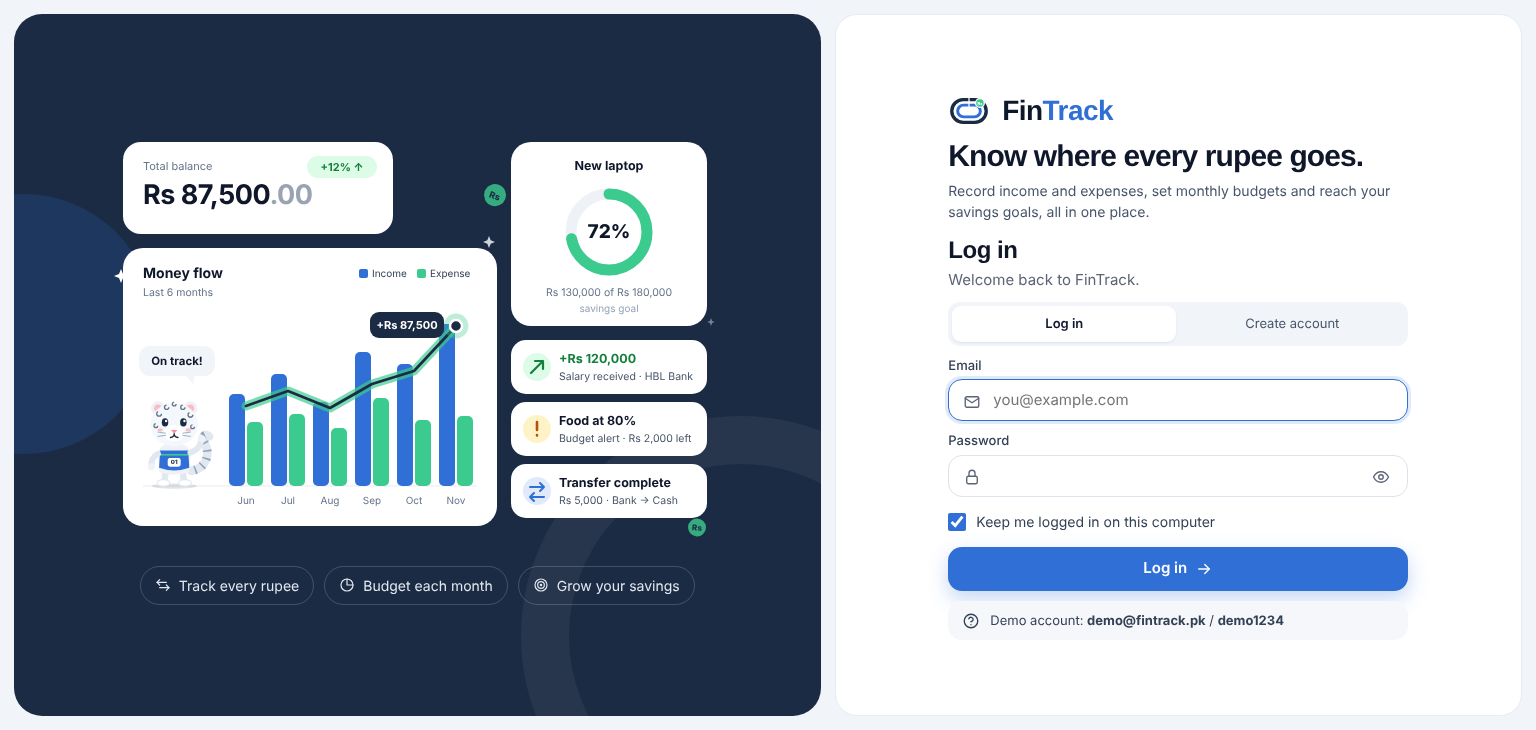 Total balance
+12% ↑
Rs 87,500.00
Rs
Money flow
Last 6 months
Income
Expense
+Rs 87,500
On track!
01
Jun Jul Aug Sep Oct Nov
New laptop
72%
Rs 130,000 of Rs 180,000
savings goal
+Rs 120,000
Salary received · HBL Bank
Food at 80%
Budget alert · Rs 2,000 left
Transfer complete
Rs 5,000 · Bank → Cash
Rs
Track every rupee
Budget each month
Grow your savings
FinTrack
Know where every rupee goes.
Record income and expenses, set monthly budgets and reach your
savings goals, all in one place.
Log in
Welcome back to FinTrack.
Log in
Create account
Email
you@example.com
Password
Keep me logged in on this computer
Log in →
Demo account: demo@fintrack.pk / demo1234